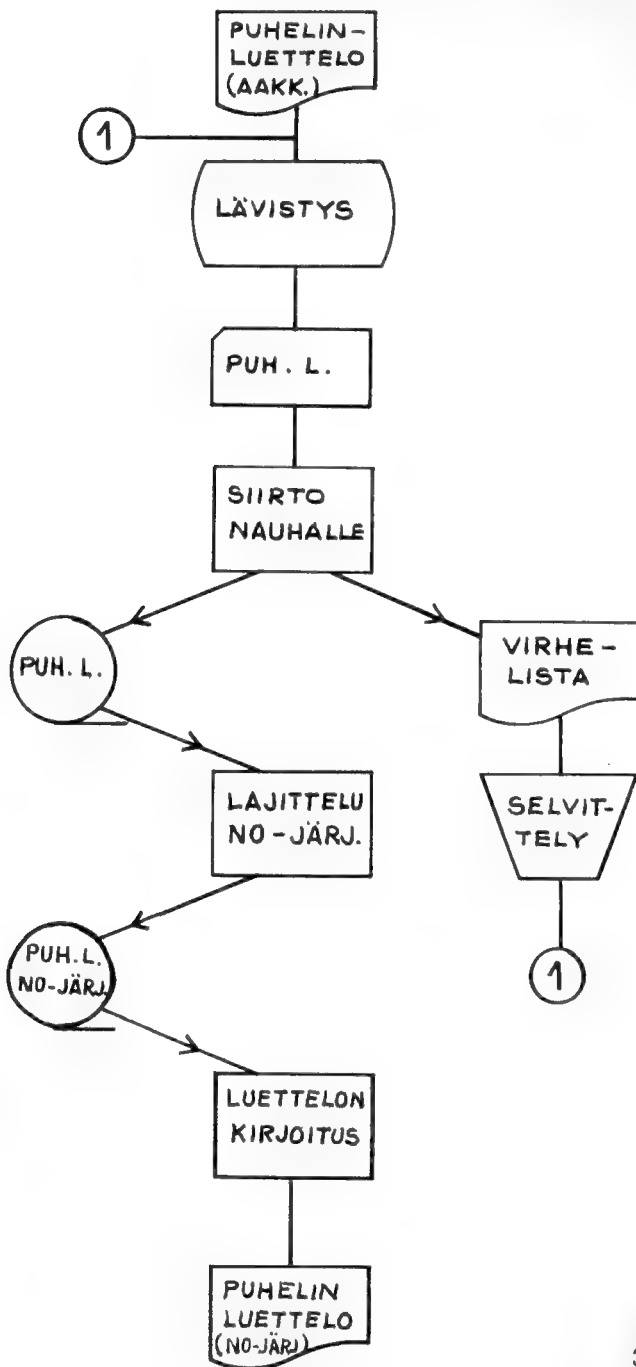 PUHELIN-
LUETTELO
(AAKK.)
1
LÄVISTYS
PUH. L.
SIIRTO
NAUHALLE
PUH. L.
VIRHE-
LISTA
LAJITTELU
NO-JÄRJ.
SELVIT-
TELY
PUH. L.
NO-JÄRJ.
1
LUETTELON
KIRJOITUS
PUHELIN
LUETTELO
(NO-JÄRJ)